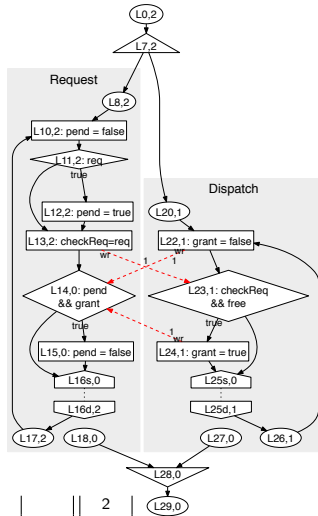 L0,2
L7,2
Request
L8,2
L10,2: pend = false
L11,2: req
true
L12,2: pend = true
L13,2: checkReq=req
wr
1
1
wr
L14,0: pend
&& grant
true
L15,0: pend = false
L16s,0
L16d,2
L17,2
L18,0
Dispatch
L20,1
L22,1: grant = false
L23,1: checkReq
&& free
true
1
wr
L24,1: grant = true
L25s,0
L25d,1
L27,0
L26,1
L28,0
L29,0
2